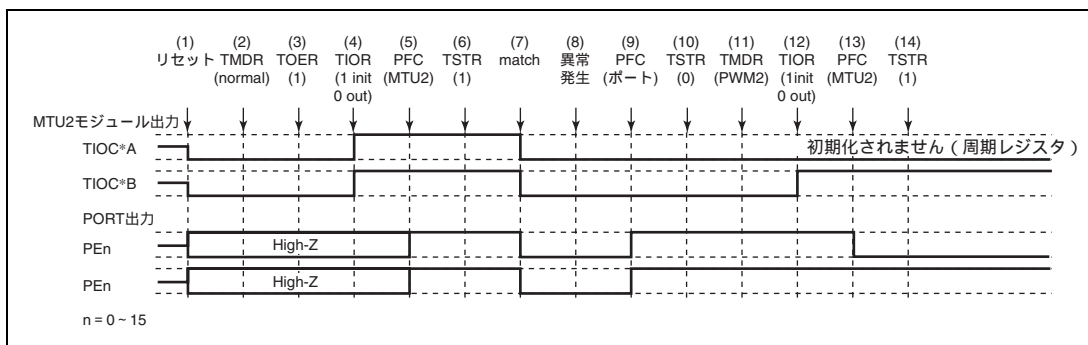 (1) (2) (3) (4) (5) (6) (7) (8) (9) (10) (11) (12) (13) (14)
リセット TMDR TOER TIOR PFC TSTR match 異常 PFC TSTR TMDR TIOR PFC TSTR
(normal) (1) (1 init (MTU2) (1) 発生 (ポート) (0) (PWM2) (1init (MTU2) (1)
0 out) 0 out)
MTU2モジュール出力
TIOC*A 初期化されません ( 周期レジスタ )
TIOC*B
PORT出力
PEn High-Z
PEn High-Z
n = 0 ~ 15